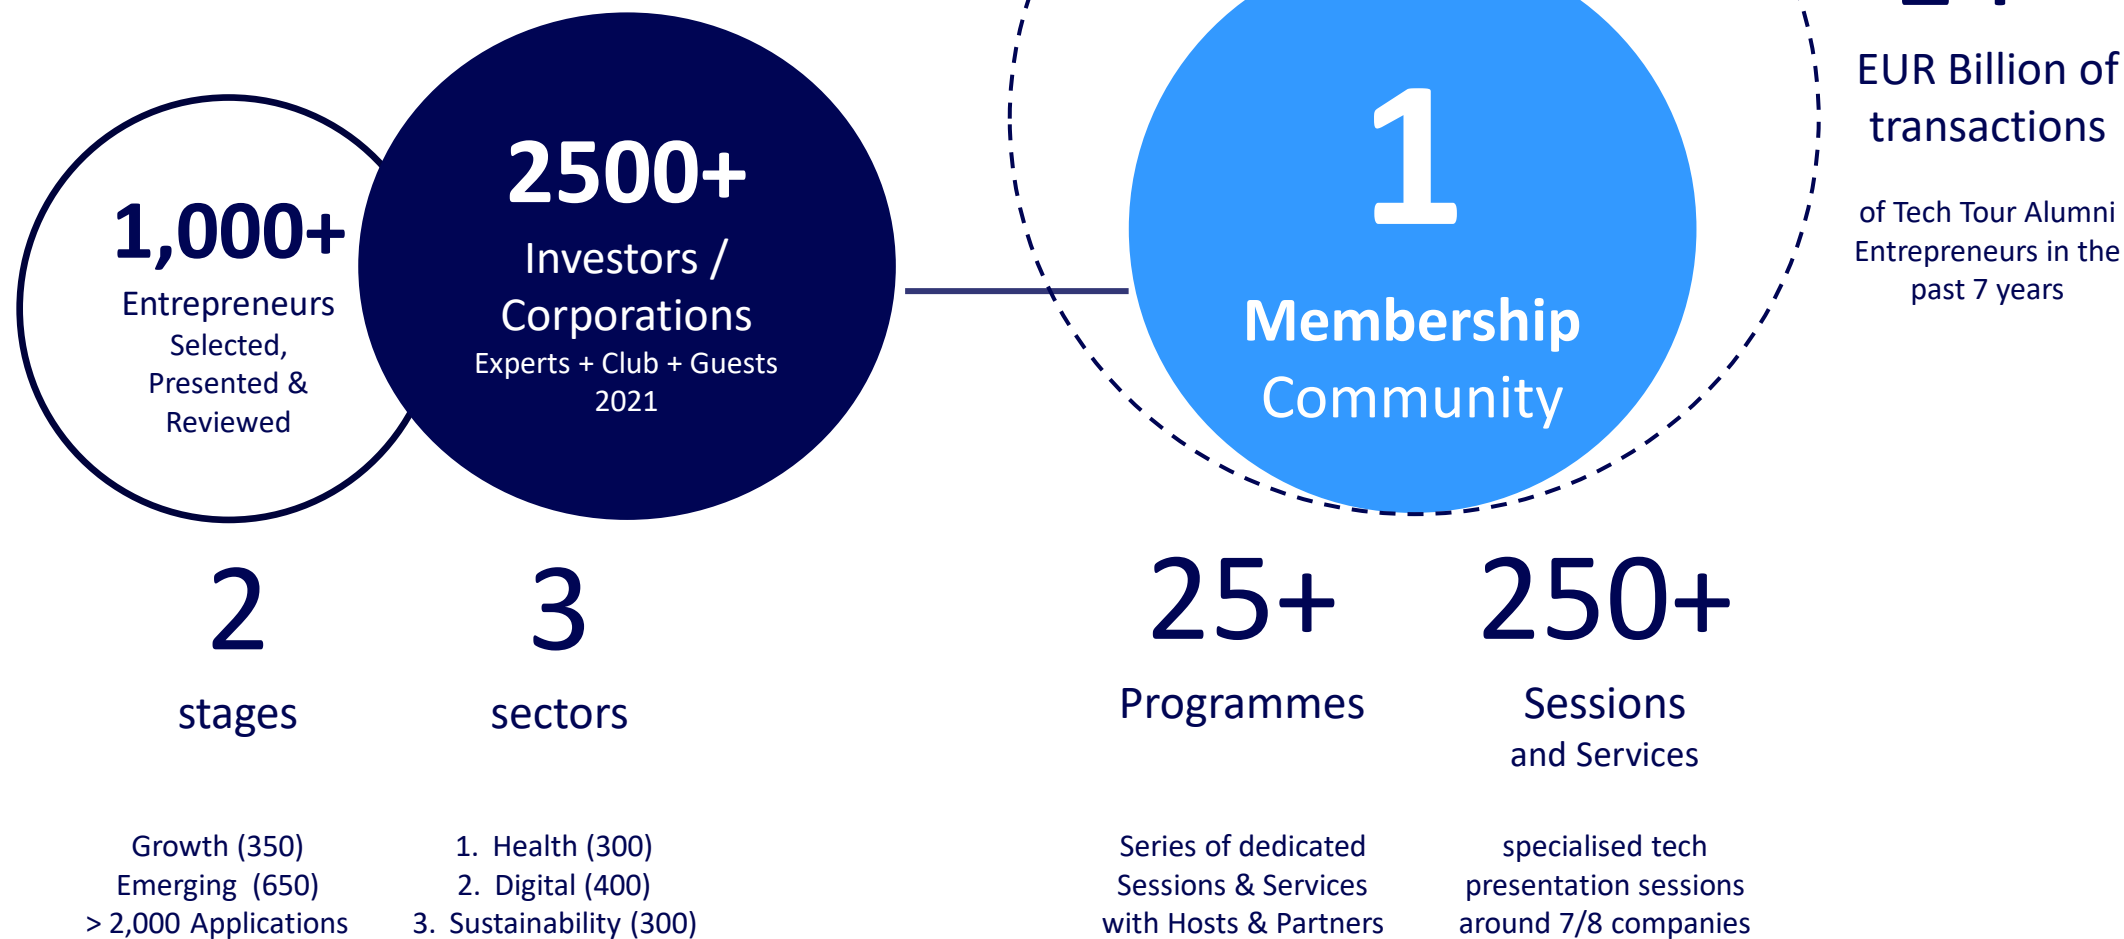 1,000+
Entrepreneurs
Selected,
Presented &
Reviewed
2500+
Investors /
Corporations
Experts + Club + Guests
2021
1
Membership
Community
EUR Billion of
transactions
of Tech Tour Alumni
Entrepreneurs in the
past 7 years
2
stages
Growth (350)
Emerging (650)
> 2,000 Applications
3
sectors
1. Health (300)
2. Digital (400)
3. Sustainability (300)
25+
Programmes
Series of dedicated
Sessions & Services
with Hosts & Partners
250+
Sessions
and Services
specialised tech
presentation sessions
around 7/8 companies